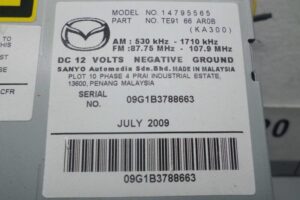 MODEL NO. 14795565
PART NO. TE91 66 AR0B
(KA300)
AM : 530 kHz - 1710 kHz
FM : 87.75 MHz - 107.9 MHz
DC 12 VOLTS NEGATIVE GROUND
SANYO Automedia Sdn.Bhd. MADE IN MALAYSIA
PLOT 10 PHASE 4 PRAI INDUSTRIAL ESTATE,
13600, PENANG MALAYSIA
CFR
SERIAL NO. 09G1B3788663
JULY 2009
09G1B3788663